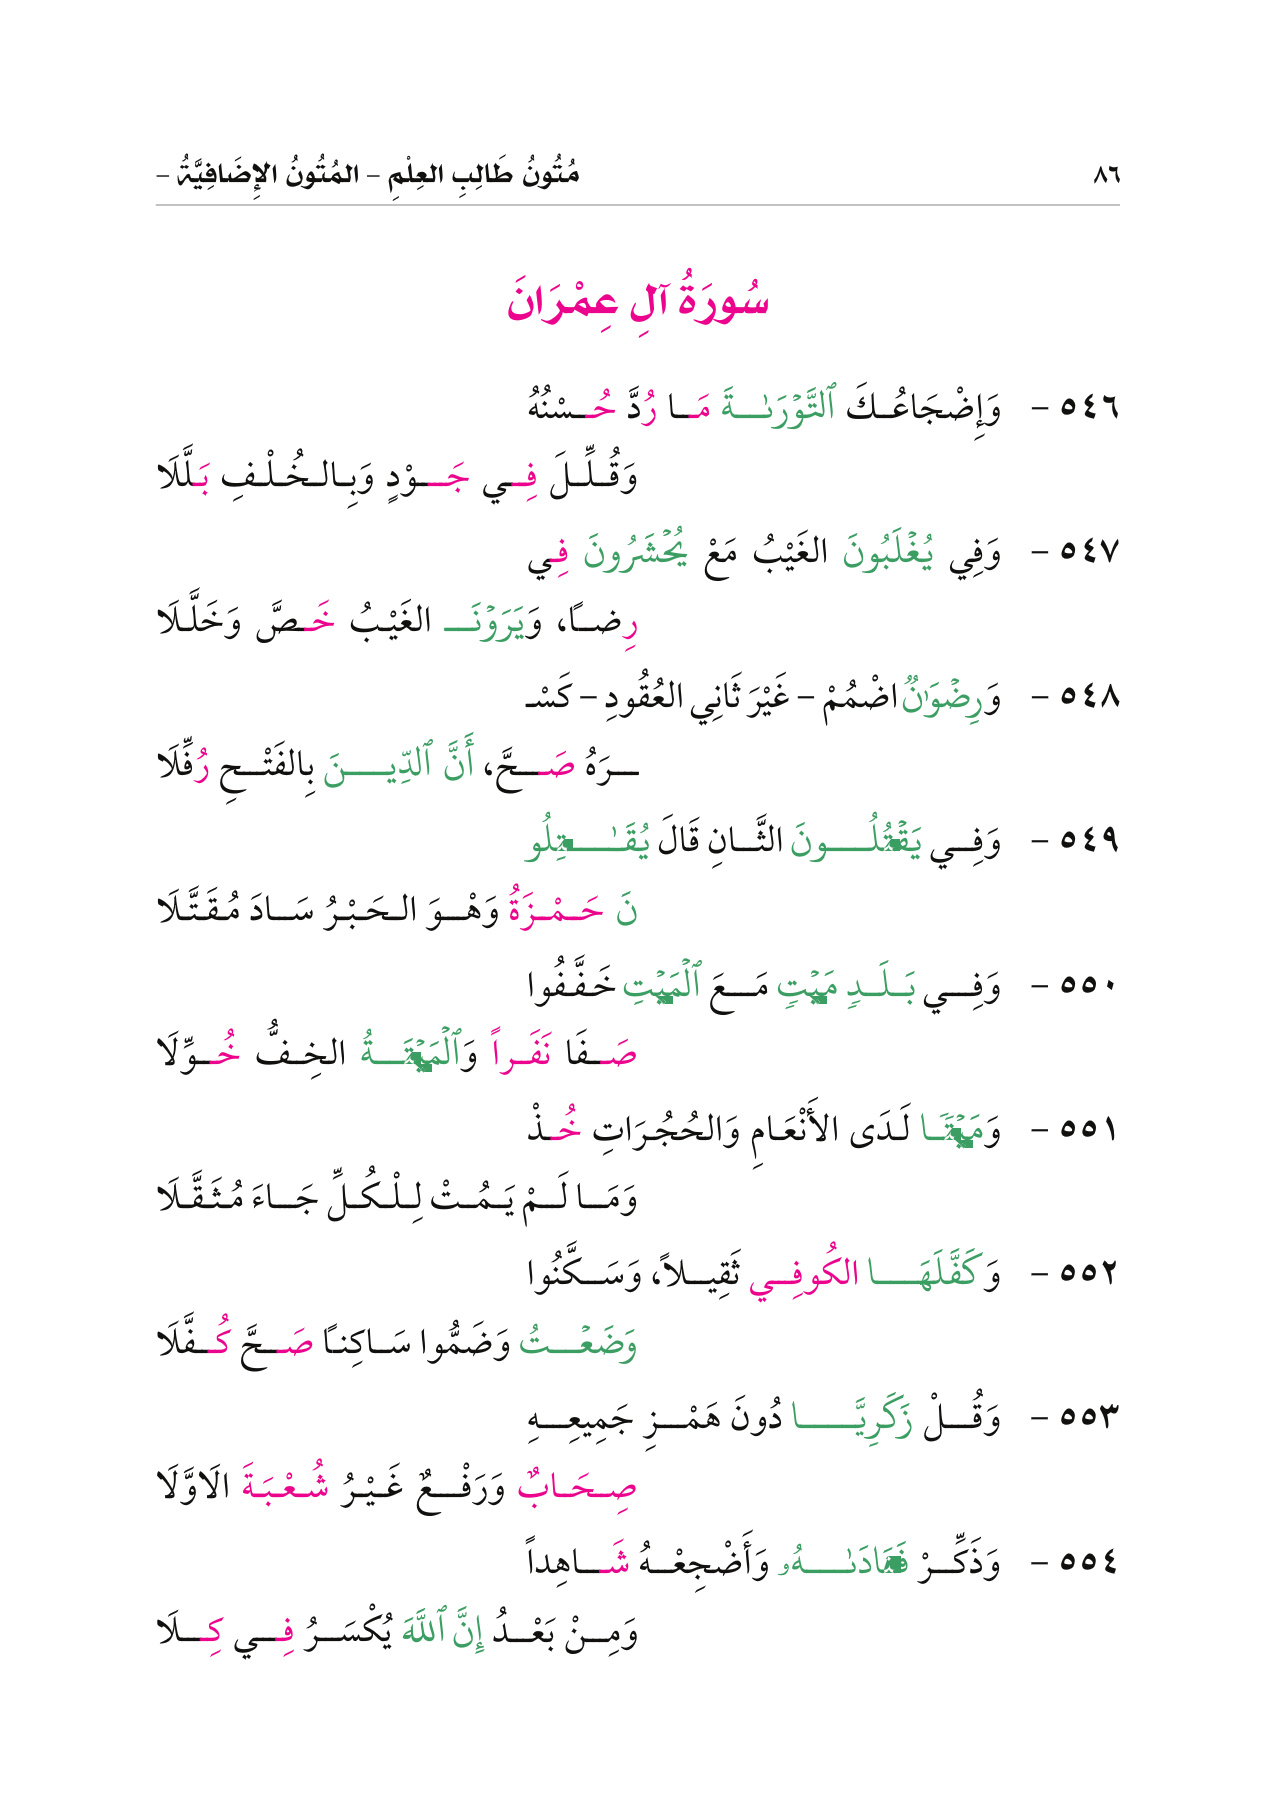 ٨٦ مُتُونُ طَالِبِ العِلْمِ – المُتُونُ الإِضَافِيَّةُ –
سُورَةُ آلِ عِمْرَانَ
٥٤٦ – وَإِضْجَاعُكَ ٱلتَّوْرَىٰةَ مَا رُدَّ حُسْنُهُ
وَقُلِّلَ فِي جَوْدٍ وَبِالخُلْفِ بَلَّلَا
٥٤٧ – وَفِي يُغْلَبُونَ الغَيْبُ مَعْ يُحْشَرُونَ فِي
رِضًا، وَيَرَوْنَ الغَيْبُ خَصَّ وَخَلَّلَا
٥٤٨ – وَرِضْوَٰنٌ اضْمُمْ – غَيْرَ ثَانِي العُقُودِ – كَسْـ
ـرَهُ صَحَّ، أَنَّ ٱلدِّينَ بِالفَتْحِ رُفِّلَا
٥٤٩ – وَفِي يَقْتُلُونَ الثَّانِ قَالَ يُقَٰتِلُو
نَ حَمْزَةُ وَهْوَ الحَبْرُ سَادَ مُقَتَّلَا
٥٥٠ – وَفِي بَلَدٍ مَيْتٍ مَعَ ٱلْمَيْتِ خَفَّفُوا
صَفَا نَفَراً وَٱلْمَيْتَةُ الخِفُّ خُوِّلَا
٥٥١ – وَمَيْتًا لَدَى الأَنْعَامِ وَالحُجُرَاتِ خُذْ
وَمَا لَمْ يَمُتْ لِلْكُلِّ جَاءَ مُثَقَّلَا
٥٥٢ – وَكَفَّلَهَا الكُوفِي ثَقِيلاً، وَسَكَّنُوا
وَضَعْتُ وَضَمُّوا سَاكِنًا صَحَّ كُفَّلَا
٥٥٣ – وَقُلْ زَكَرِيَّا دُونَ هَمْزِ جَمِيعِهِ
صِحَابٌ وَرَفْعٌ غَيْرُ شُعْبَةَ الَاوَّلَا
٥٥٤ – وَذَكِّرْ فَنَادَىٰهُۥ وَأَضْجِعْهُ شَاهِداً
وَمِنْ بَعْدُ إِنَّ ٱللَّهَ يُكْسَرُ فِي كِلَا